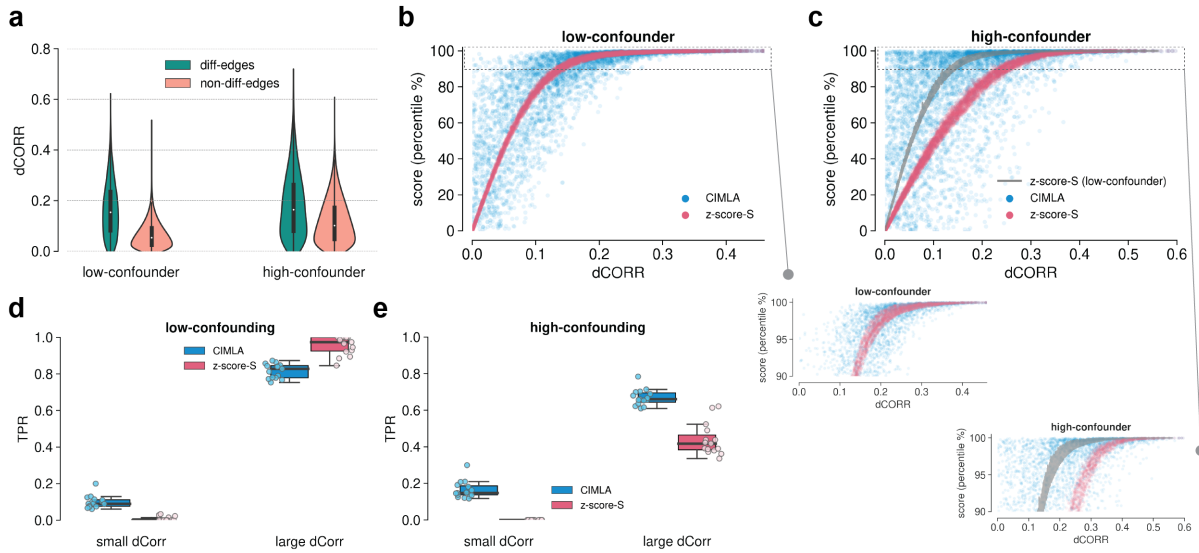 a
0.8
0.6
0.4
0.2
0.0
dCORR
diff-edges
non-diff-edges
low-confounder
high-confounder
b
low-confounder
100
80
60
40
20
0
score (percentile %)
CIMLA
z-score-S
0.0 0.1 0.2 0.3 0.4
dCORR
c
high-confounder
100
80
60
40
20
0
score (percentile %)
z-score-S (low-confounder)
CIMLA
z-score-S
0.0 0.1 0.2 0.3 0.4 0.5 0.6
dCORR
low-confounder
100
95
90
score (percentile %)
0.0 0.1 0.2 0.3 0.4
dCORR
high-confounder
100
95
90
score (percentile %)
0.0 0.1 0.2 0.3 0.4 0.5 0.6
dCORR
d
low-confounding
1.0
0.8
0.6
0.4
0.2
0.0
TPR
CIMLA
z-score-S
small dCorr
large dCorr
e
high-confounding
1.0
0.8
0.6
0.4
0.2
0.0
TPR
CIMLA
z-score-S
small dCorr
large dCorr